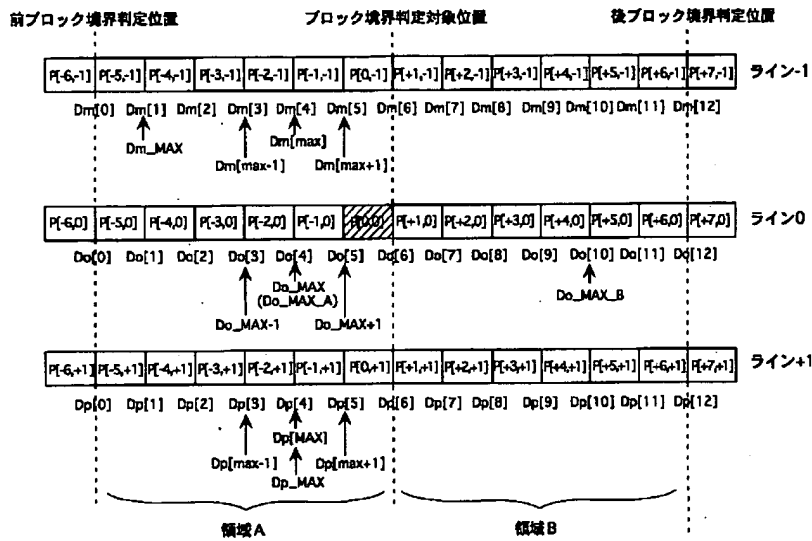 前ブロック境界判定位置 ブロック境界判定対象位置 後ブロック境界判定位置
P[-6,-1] P[-5,-1] P[-4,-1] P[-3,-1] P[-2,-1] P[-1,-1] P[0,-1] P[+1,-1] P[+2,-1] P[+3,-1] P[+4,-1] P[+5,-1] P[+6,-1] P[+7,-1] ライン-1
Dm[0] Dm[1] Dm[2] Dm[3] Dm[4] Dm[5] Dm[6] Dm[7] Dm[8] Dm[9] Dm[10] Dm[11] Dm[12]
Dm_MAX Dm[max]
Dm[max-1] Dm[max+1]
P[-6,0] P[-5,0] P[-4,0] P[-3,0] P[-2,0] P[-1,0] P[0,0] P[+1,0] P[+2,0] P[+3,0] P[+4,0] P[+5,0] P[+6,0] P[+7,0] ライン0
Do[0] Do[1] Do[2] Do[3] Do[4] Do[5] Do[6] Do[7] Do[8] Do[9] Do[10] Do[11] Do[12]
Do_MAX
(Do_MAX_A) Do_MAX_B
Do_MAX-1 Do_MAX+1
P[-6,+1] P[-5,+1] P[-4,+1] P[-3,+1] P[-2,+1] P[-1,+1] P[0,+1] P[+1,+1] P[+2,+1] P[+3,+1] P[+4,+1] P[+5,+1] P[+6,+1] P[+7,+1] ライン+1
Dp[0] Dp[1] Dp[2] Dp[3] Dp[4] Dp[5] Dp[6] Dp[7] Dp[8] Dp[9] Dp[10] Dp[11] Dp[12]
Dp[MAX]
Dp[max-1] Dp[max+1]
Dp_MAX
領域A 領域B